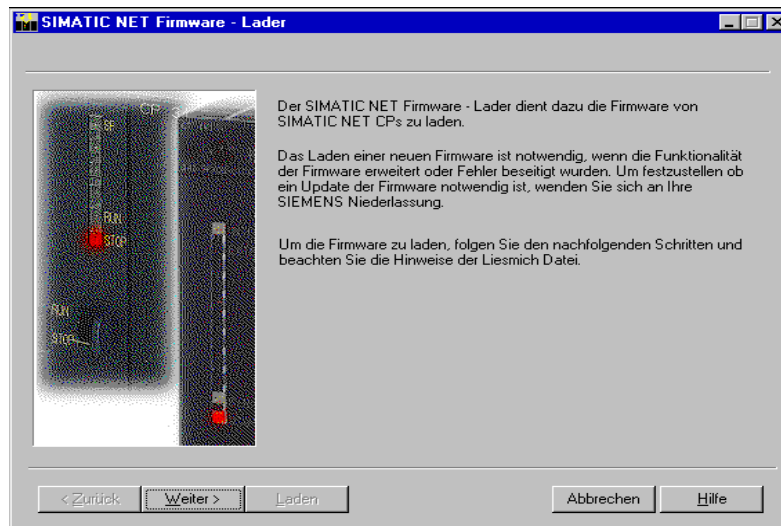 SIMATIC NET Firmware - Lader
CP
SF
RUN
STOP
RUN
STOP
Der SIMATIC NET Firmware - Lader dient dazu die Firmware von
SIMATIC NET CPs zu laden.
Das Laden einer neuen Firmware ist notwendig, wenn die Funktionalität
der Firmware erweitert oder Fehler beseitigt wurden. Um festzustellen ob
ein Update der Firmware notwendig ist, wenden Sie sich an Ihre
SIEMENS Niederlassung.
Um die Firmware zu laden, folgen Sie den nachfolgenden Schritten und
beachten Sie die Hinweise der Liesmich Datei.
< Zurück Weiter > Laden Abbrechen Hilfe